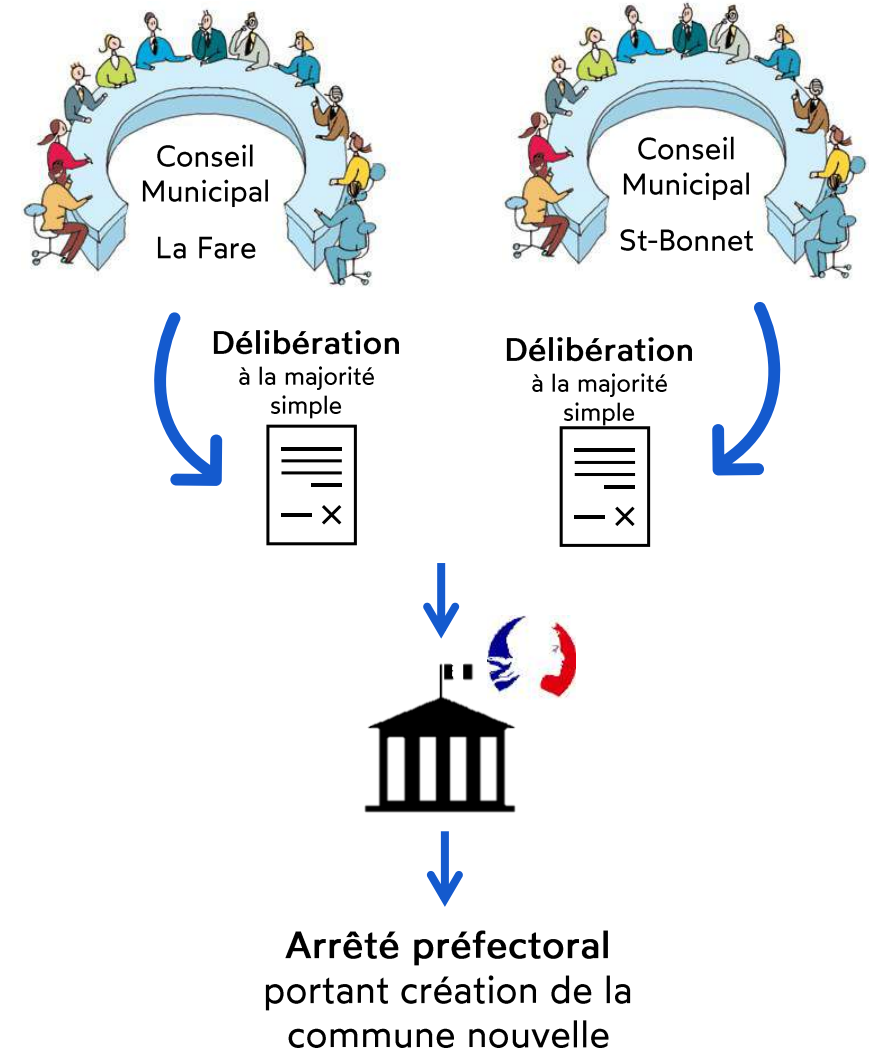 Conseil
Municipal
La Fare
Conseil
Municipal
St-Bonnet
Délibération
à la majorité
simple
Délibération
à la majorité
simple
Arrêté préfectoral
portant création de la
commune nouvelle